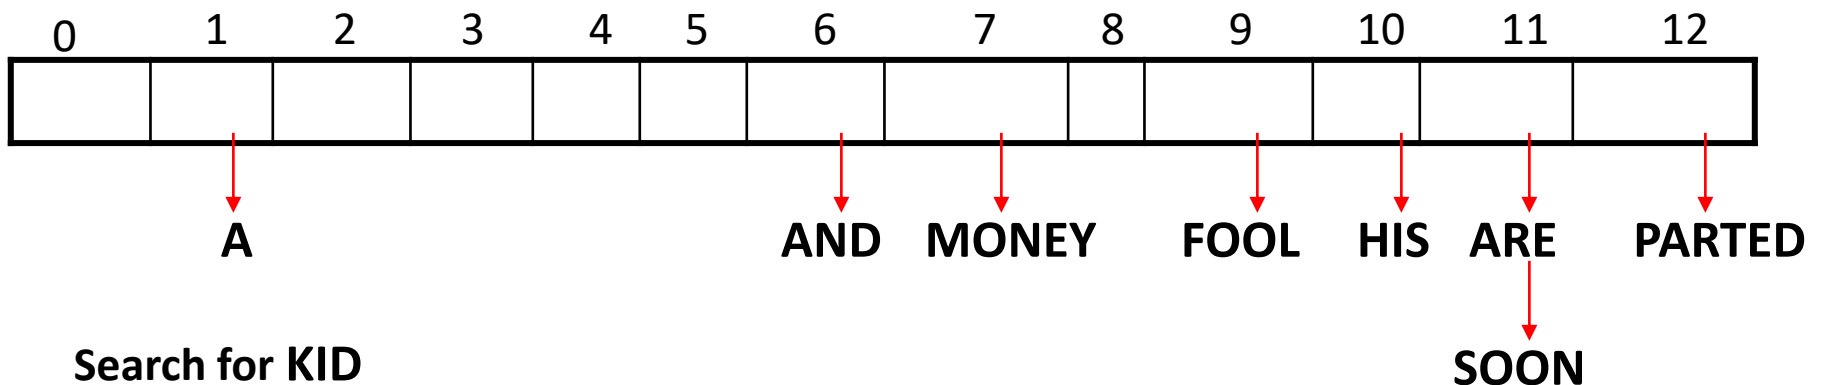 0 1 2 3 4 5 6 7 8 9 10 11 12
A AND MONEY FOOL HIS ARE PARTED
Search for KID SOON